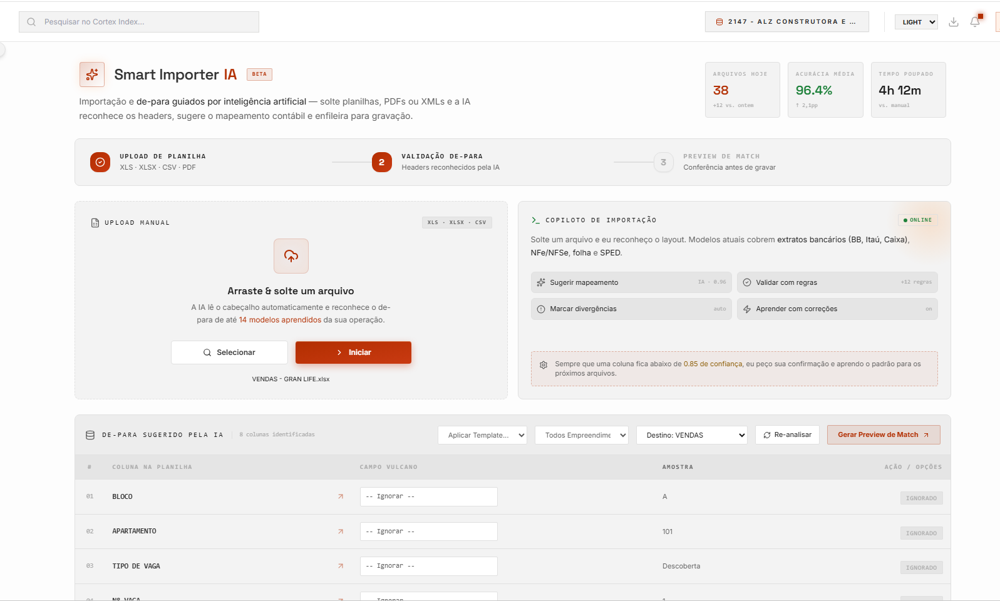 Pesquisar no Cortex Index...
2147 - ALZ CONSTRUTORA E ...
LIGHT
Smart Importer IA
BETA
Importação e de-para guiados por inteligência artificial — solte planilhas, PDFs ou XMLs e a IA
reconhece os headers, sugere o mapeamento contábil e enfileira para gravação.
ARQUIVOS HOJE
38
+12 vs. ontem
ACURÁCIA MÉDIA
96.4%
↑ 2,1pp
TEMPO POUPADO
4h 12m
vs. manual
UPLOAD DE PLANILHA
XLS · XLSX · CSV · PDF
2
VALIDAÇÃO DE-PARA
Headers reconhecidos pela IA
3
PREVIEW DE MATCH
Conferência antes de gravar
UPLOAD MANUAL
XLS · XLSX · CSV
Arraste & solte um arquivo
A IA lê o cabeçalho automaticamente e reconhece o de-
para de até 14 modelos aprendidos da sua operação.
Selecionar
Iniciar
VENDAS - GRAN LIFE.xlsx
COPILOTO DE IMPORTAÇÃO
ONLINE
Solte um arquivo e eu reconheço o layout. Modelos atuais cobrem extratos bancários (BB, Itaú, Caixa),
NFe/NFSe, folha e SPED.
Sugerir mapeamento
IA · 0.96
Validar com regras
+12 regras
Marcar divergências
auto
Aprender com correções
on
Sempre que uma coluna fica abaixo de 0.85 de confiança, eu peço sua confirmação e aprendo o padrão para os
próximos arquivos.
DE-PARA SUGERIDO PELA IA
8 colunas identificadas
Aplicar Template...
Todos Empreendime
Destino: VENDAS
Re-analisar
Gerar Preview de Match
# COLUNA NA PLANILHA CAMPO VULCANO AMOSTRA AÇÃO / OPÇÕES
01 BLOCO -- Ignorar -- A IGNORADO
02 APARTAMENTO -- Ignorar -- 101 IGNORADO
03 TIPO DE VAGA -- Ignorar -- Descoberta IGNORADO
04 Nº VAGA -- Ignorar -- 1